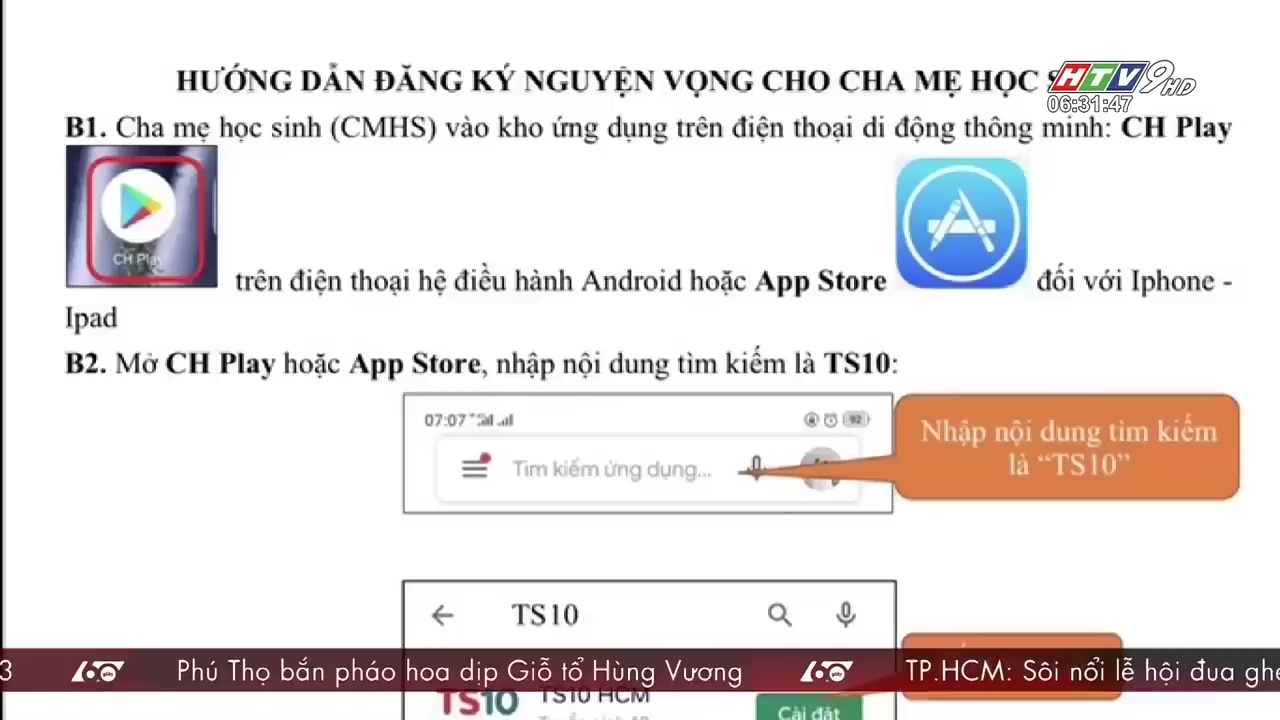 HƯỚNG DẪN ĐĂNG KÝ NGUYỆN VỌNG CHO CHA MẸ HỌC
HTV9 HD
06:31:47
B1. Cha mẹ học sinh (CMHS) vào kho ứng dụng trên điện thoại di động thông minh: CH Play
CH Play
trên điện thoại hệ điều hành Android hoặc App Store đối với Iphone -
Ipad
B2. Mở CH Play hoặc App Store, nhập nội dung tìm kiếm là TS10:
07:07
92
Tìm kiếm ứng dụng...
Nhập nội dung tìm kiếm
là “TS10”
TS10
3 60 giây Phú Thọ bắn pháo hoa dịp Giỗ tổ Hùng Vương 60 giây TP.HCM: Sôi nổi lễ hội đua ghe
TS10 TS10 HCM
Cài đặt